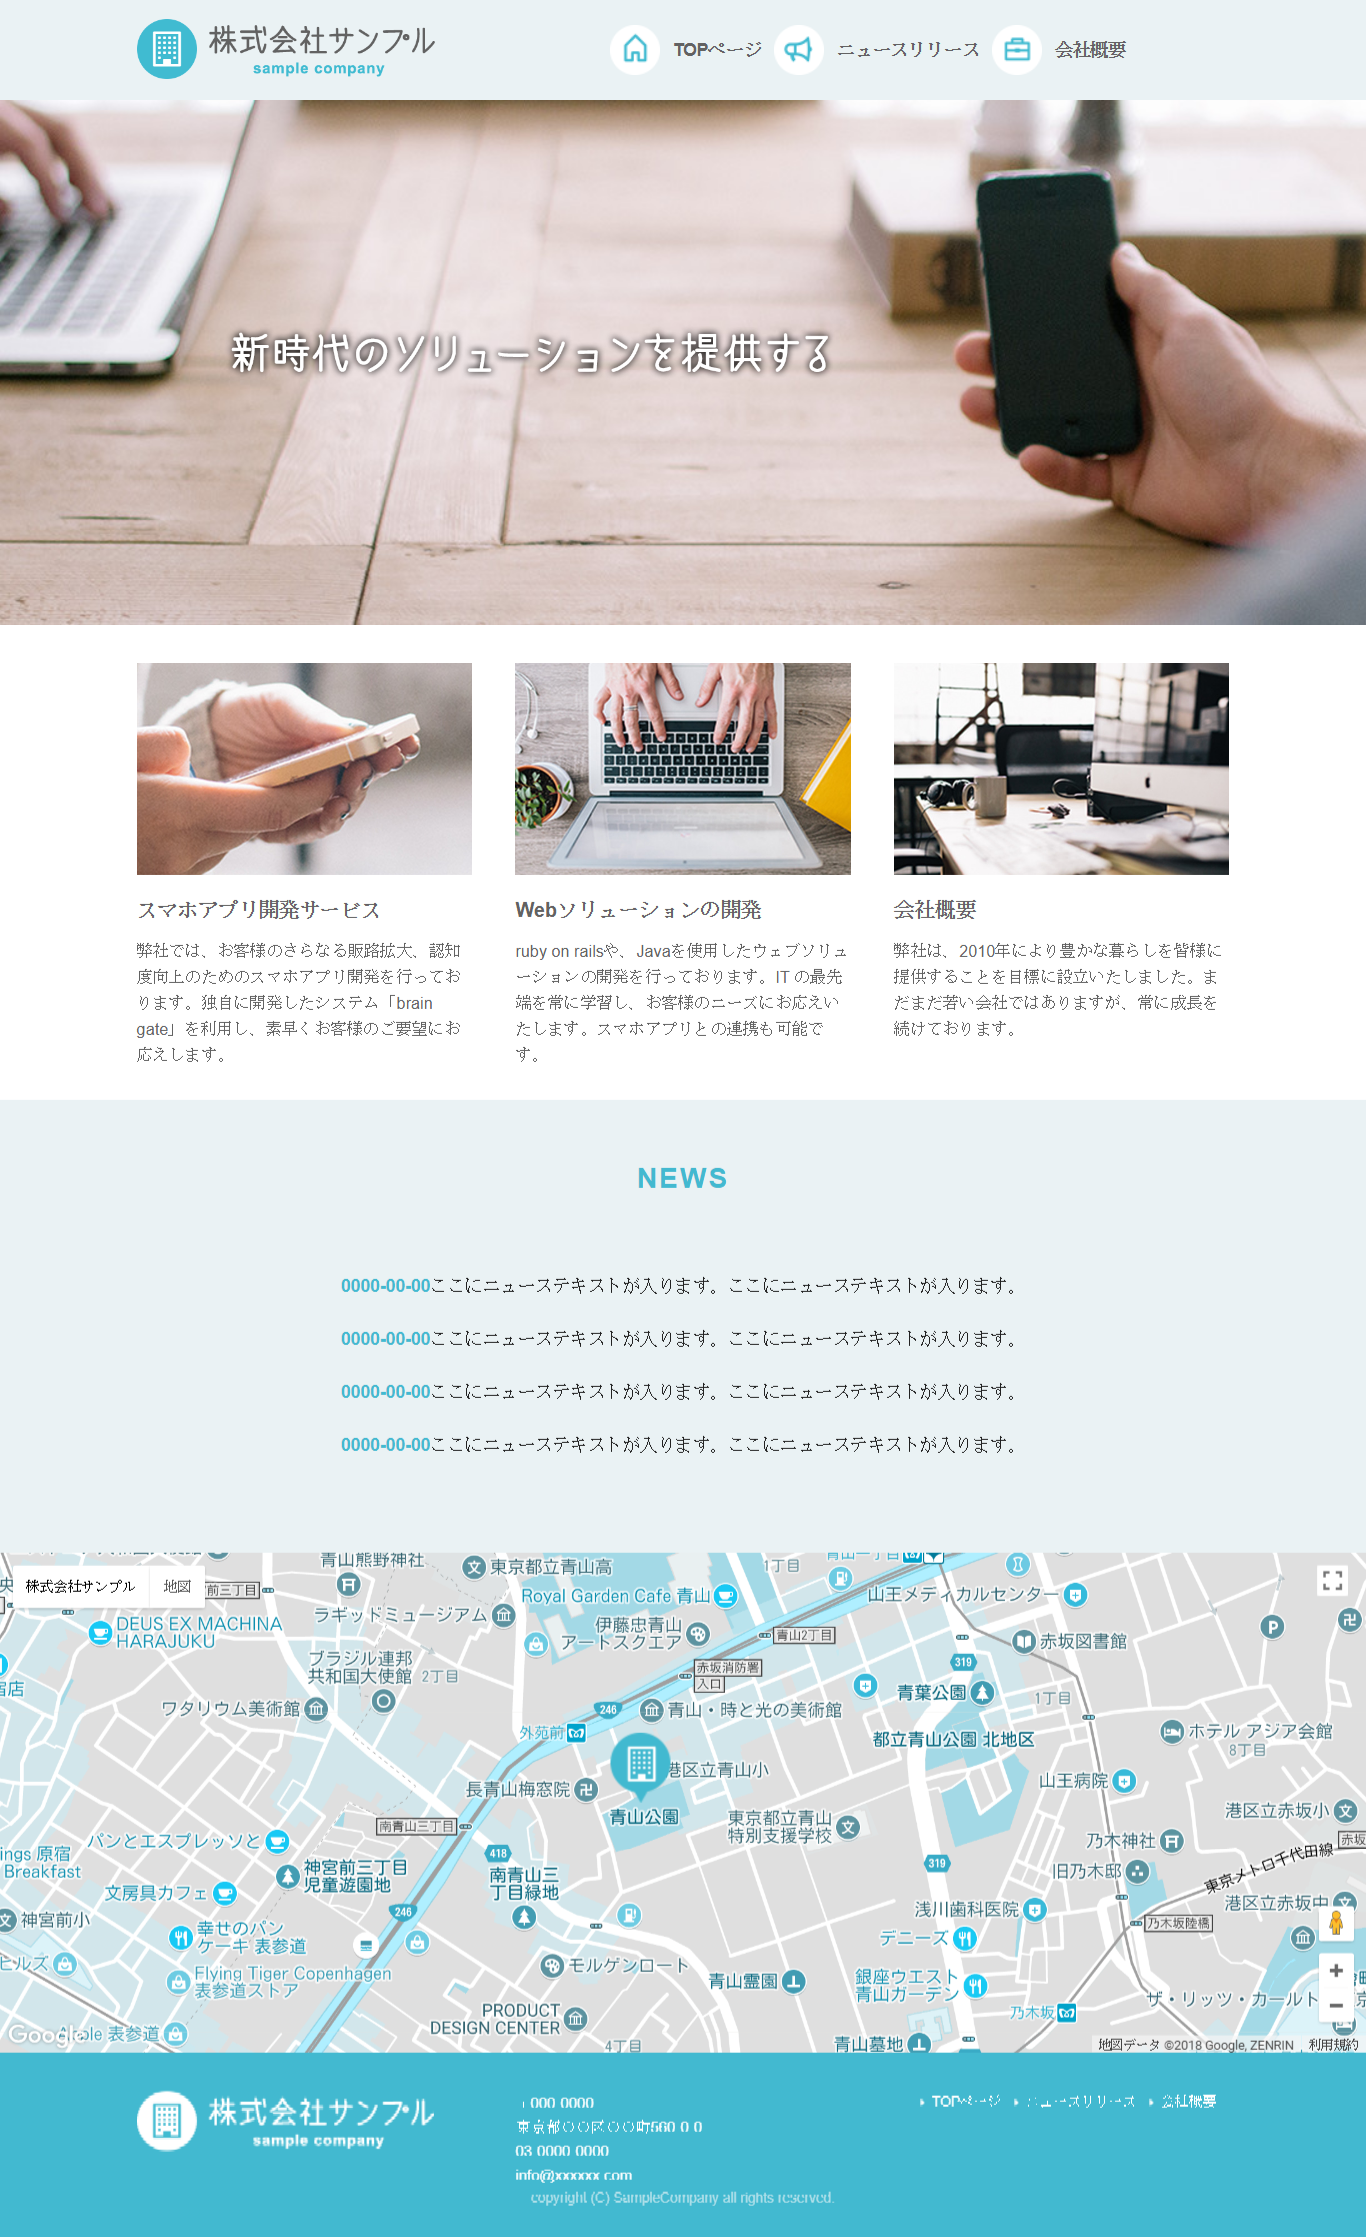 株式会社サンプル
sample company
TOPページ
ニュースリリース
会社概要
新時代のソリューションを提供する
スマホアプリ開発サービス
弊社では、お客様のさらなる販路拡大、認知
度向上のためのスマホアプリ開発を行ってお
ります。独自に開発したシステム「brain
gate」を利用し、素早くお客様のご要望にお
応えします。
Webソリューションの開発
ruby on railsや、Javaを使用したウェブソリュ
ーションの開発を行っております。IT の最先
端を常に学習し、お客様のニーズにお応えい
たします。スマホアプリとの連携も可能で
す。
会社概要
弊社は、2010年により豊かな暮らしを皆様に
提供することを目標に設立いたしました。ま
だまだ若い会社ではありますが、常に成長を
続けております。
NEWS
0000-00-00ここにニューステキストが入ります。ここにニューステキストが入ります。
0000-00-00ここにニューステキストが入ります。ここにニューステキストが入ります。
0000-00-00ここにニューステキストが入ります。ここにニューステキストが入ります。
0000-00-00ここにニューステキストが入ります。ここにニューステキストが入ります。
株式会社サンプル
地図
前三丁目
青山熊野神社
東京都立青山高
1丁目
Royal Garden Cafe 青山
山王メディカルセンター
DEUS EX MACHINA
HARAJUKU
ラギッドミュージアム
伊藤忠青山
アートスクエア
青山2丁目
赤坂図書館
P
ブラジル連邦
共和国大使館
2丁目
赤坂消防署
入口
319
青葉公園
1丁目
ワタリウム美術館
246
青山・時と光の美術館
外苑前
都立青山公園 北地区
ホテル アジア会館
8丁目
港区立青山小
長青山梅窓院
山王病院
青山公園
東京都立青山
特別支援学校
港区立赤坂小
南青山三丁目
パンとエスプレッソと
乃木神社
赤坂
ings 原宿
Breakfast
神宮前三丁目
児童遊園地
418
南青山三
丁目緑地
319
旧乃木邸
東京メトロ千代田線
文房具カフェ
港区立赤坂中
神宮前小
246
浅川歯科医院
乃木坂陸橋
幸せのパン
ケーキ 表参道
デニーズ
ヒルズ
Flying Tiger Copenhagen
表参道ストア
モルゲンロート
青山霊園
銀座ウエスト
青山ガーデン
ザ・リッツ・カールト
PRODUCT
DESIGN CENTER
乃木坂
Google
表参道
4丁目
青山墓地
地図データ ©2018 Google, ZENRIN
利用規約
株式会社サンプル
sample company
000 0000
東京都〇〇区〇〇町560 0 0
03 0000 0000
info@xxxxxx com
copyright (C) SampleCompany all rights reserved.
TOPページ
ニュースリリース
会社概要